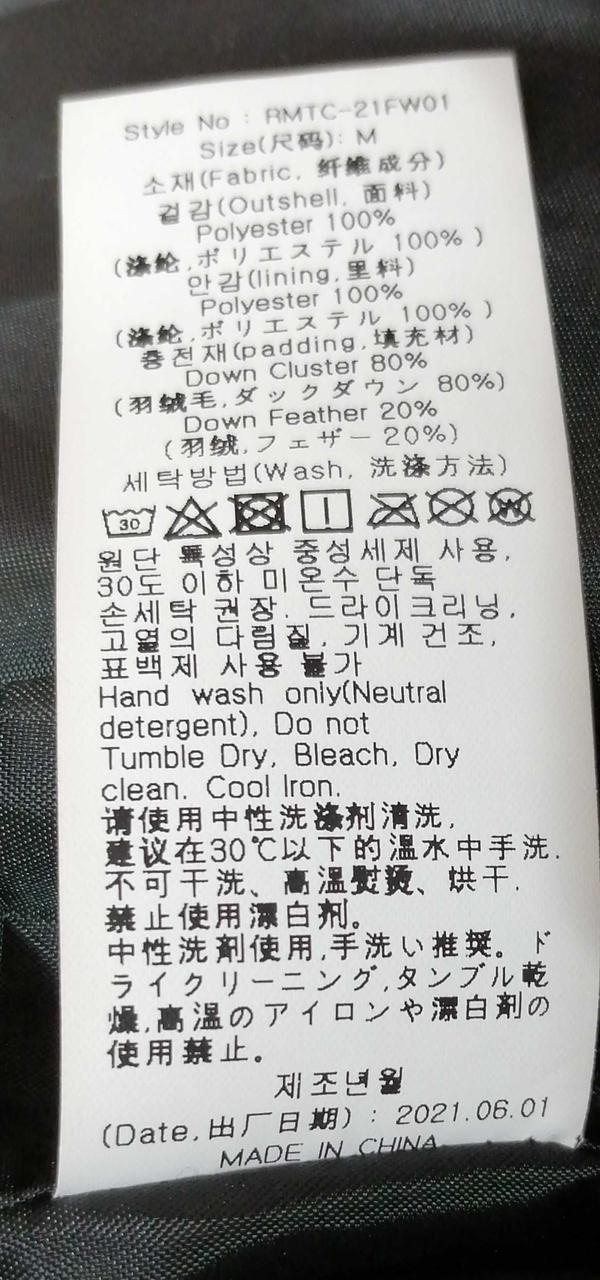 Style No : RMTC-21FW01
Size(尺码): M
소재(Fabric, 纤维成分)
겉감(Outshell, 面料)
Polyester 100%
(涤纶,ポリエステル 100% )
안감(lining,里料)
Polyester 100%
(涤纶,ポリエステル 100% )
충전재(padding,填充材)
Down Cluster 80%
(羽绒毛,ダックダウン 80%)
Down Feather 20%
(羽绒,フェザー 20%)
세탁방법(Wash, 洗涤方法)
30
W
원단 특성상 중성세제 사용,
30도 이하 미온수 단독
손세탁 권장. 드라이크리닝,
고열의 다림질, 기계 건조,
표백제 사용 불가
Hand wash only(Neutral
detergent), Do not
Tumble Dry, Bleach, Dry
clean. Cool Iron.
请使用中性洗涤剂清洗,
建议在30℃以下的温水中手洗.
不可干洗、高温熨烫、烘干.
禁止使用漂白剂。
中性洗剤使用,手洗い推奨。ド
ライクリーニング,タンブル乾
燥,高温のアイロンや漂白剤の
使用禁止。
제조년월
(Date,出厂日期) : 2021.06.01
MADE IN CHINA